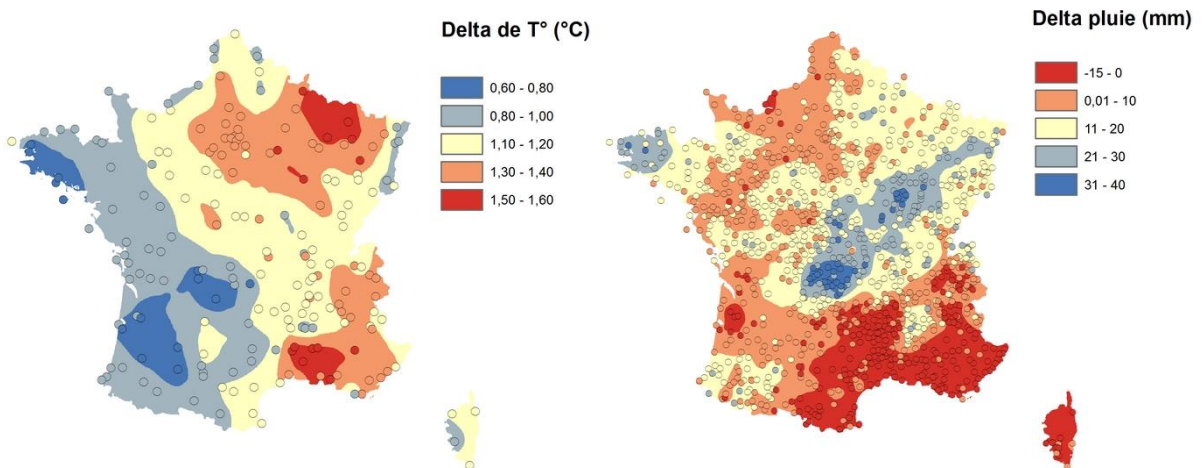 Delta de T° (°C)
0,60 - 0,80
0,80 - 1,00
1,10 - 1,20
1,30 - 1,40
1,50 - 1,60
Delta pluie (mm)
-15 - 0
0,01 - 10
11 - 20
21 - 30
31 - 40